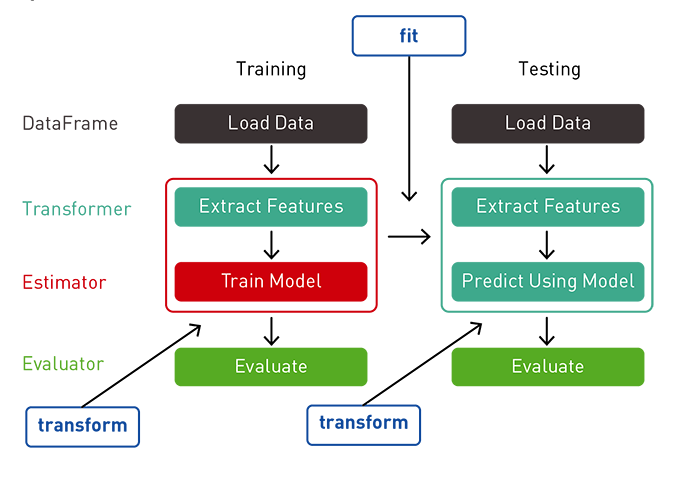 fit
Training
Testing
DataFrame
Load Data
Load Data
Transformer
Extract Features
Extract Features
Estimator
Train Model
Predict Using Model
Evaluator
Evaluate
Evaluate
transform
transform